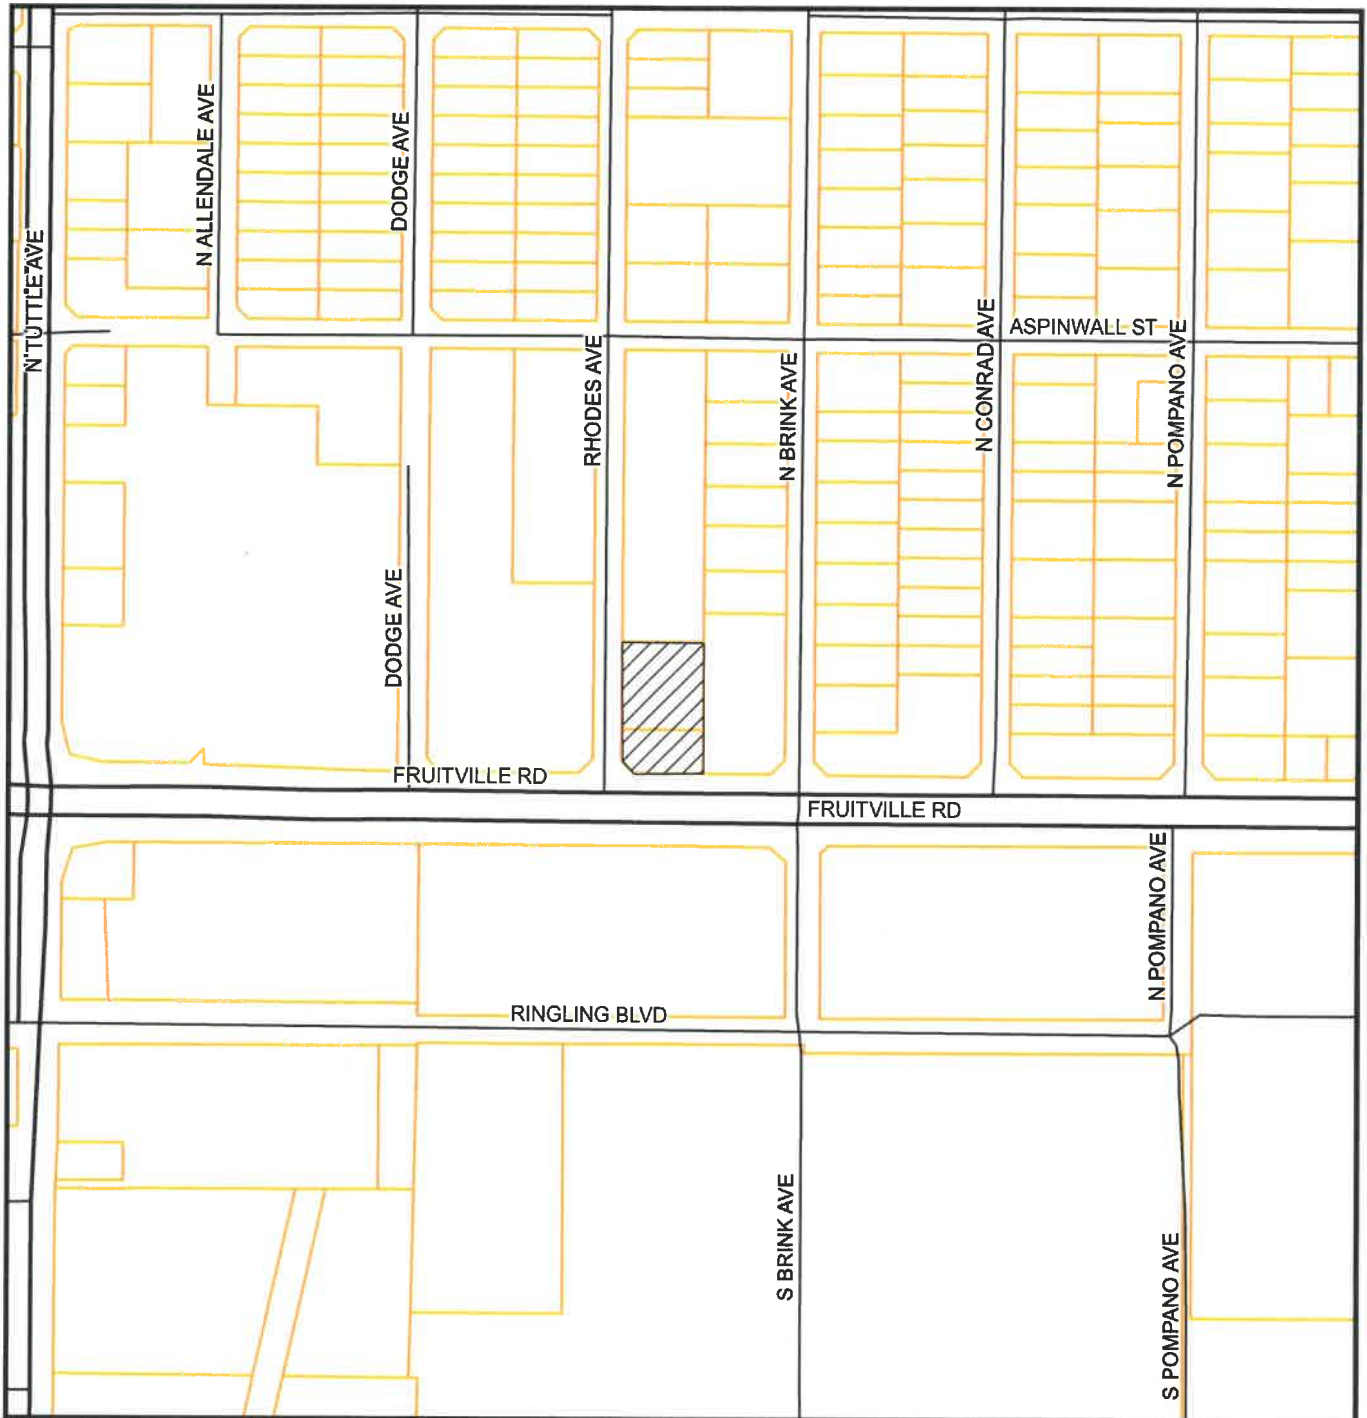 N ALLENDALE AVE
DODGE AVE
N TUTTLE AVE
ASPINWALL ST
RHODES AVE
N BRINK AVE
N CONRAD AVE
N POMPANO AVE
DODGE AVE
FRUITVILLE RD
FRUITVILLE RD
N POMPANO AVE
RINGLING BLVD
S BRINK AVE
S POMPANO AVE